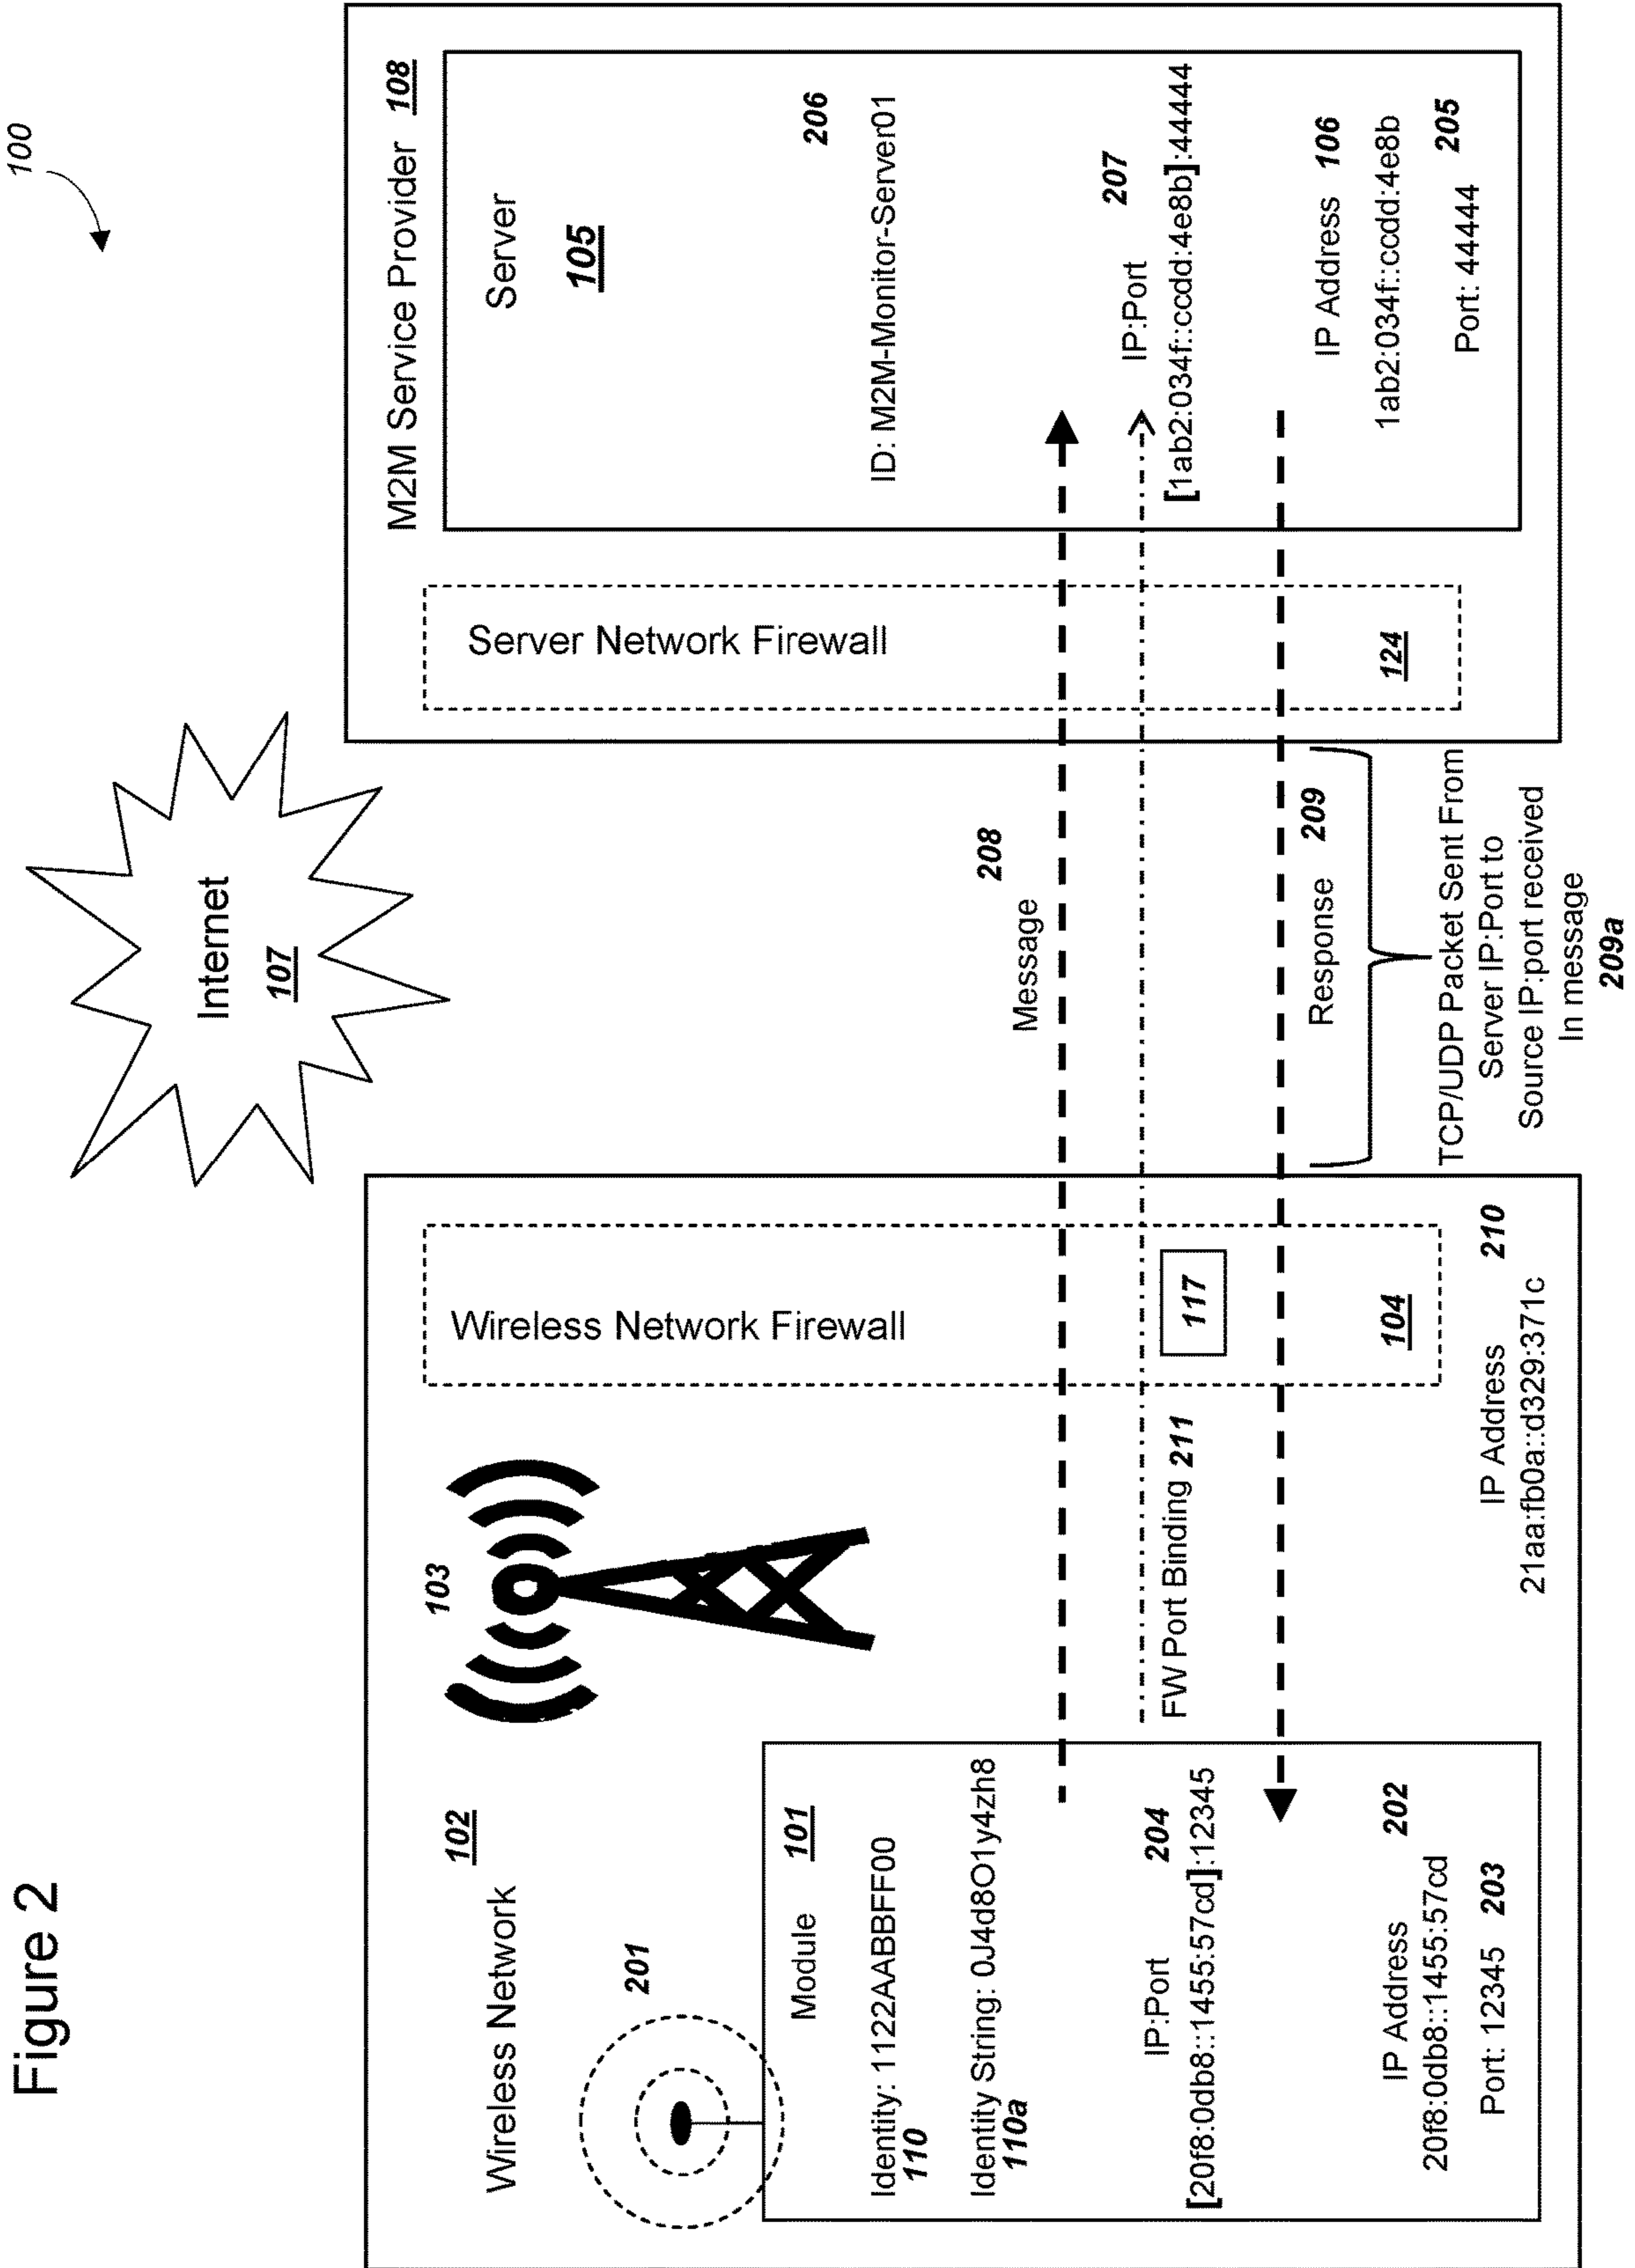 Figure 2
100
Wireless Network 102
201
103
Module 101
Identity: 1122AABBFF00
110
Identity String: 0J4d8O1y4zh8
110a
IP:Port 204
[20f8:0db8::1455:57cd]:12345
IP Address 202
20f8:0db8::1455:57cd
Port: 12345 203
Wireless Network Firewall
FW Port Binding 211
117
104
IP Address 210
21aa:fb0a::d329:371c
Internet
107
208
Message
Response 209
TCP/UDP Packet Sent From
Server IP:Port to
Source IP:port received
In message
209a
M2M Service Provider 108
Server Network Firewall
124
Server
105
206
ID: M2M-Monitor-Server01
IP:Port 207
[1ab2:034f::ccdd:4e8b]:44444
IP Address 106
1ab2:034f::ccdd:4e8b
Port: 44444 205